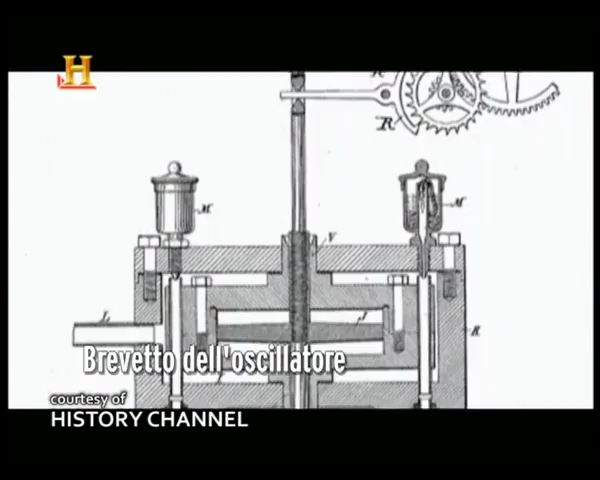 H
R
R
M
M
V
L
J
Brevetto dell'oscillatore
courtesy of
HISTORY CHANNEL